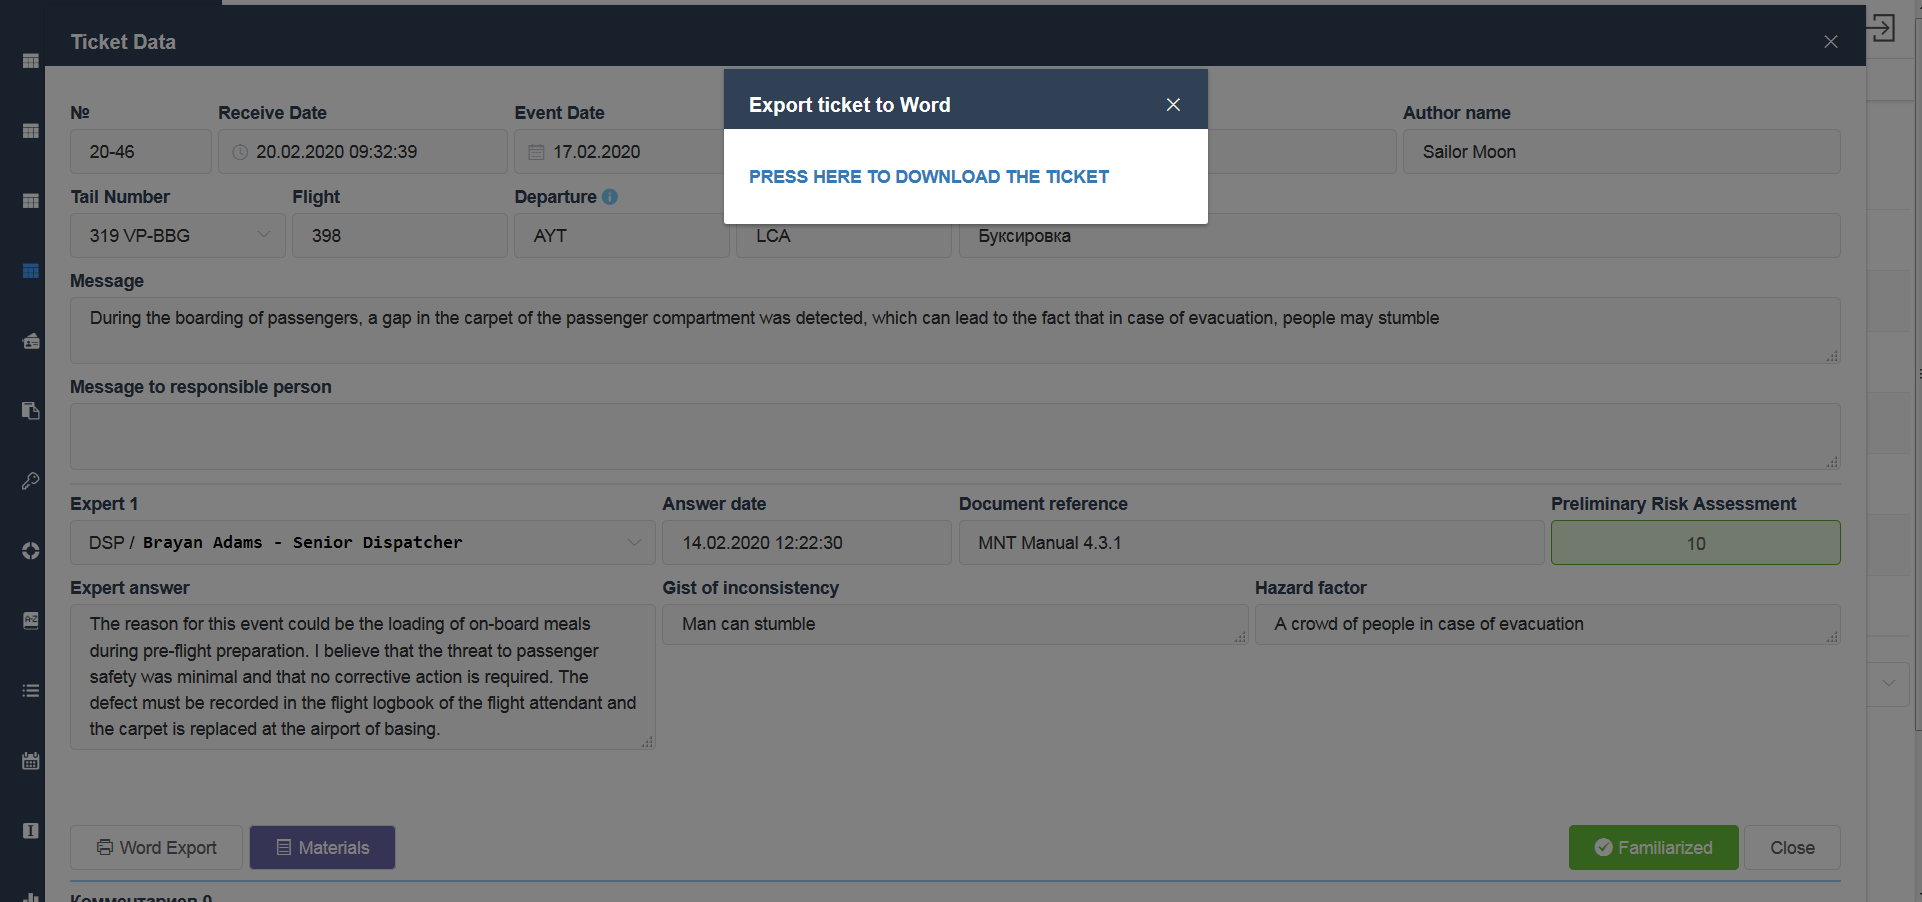 Ticket Data
Export ticket to Word
PRESS HERE TO DOWNLOAD THE TICKET
№
Receive Date
Event Date
Author name
20-46
20.02.2020 09:32:39
17.02.2020
Sailor Moon
Tail Number
Flight
Departure
319 VP-BBG
398
AYT
LCA
Буксировка
Message
During the boarding of passengers, a gap in the carpet of the passenger compartment was detected, which can lead to the fact that in case of evacuation, people may stumble
Message to responsible person
Expert 1
Answer date
Document reference
Preliminary Risk Assessment
DSP / Brayan Adams - Senior Dispatcher
14.02.2020 12:22:30
MNT Manual 4.3.1
10
Expert answer
Gist of inconsistency
Hazard factor
The reason for this event could be the loading of on-board meals
during pre-flight preparation. I believe that the threat to passenger
safety was minimal and that no corrective action is required. The
defect must be recorded in the flight logbook of the flight attendant and
the carpet is replaced at the airport of basing.
Man can stumble
A crowd of people in case of evacuation
Word Export
Materials
Familiarized
Close
Комментариев 0
A-Z
I